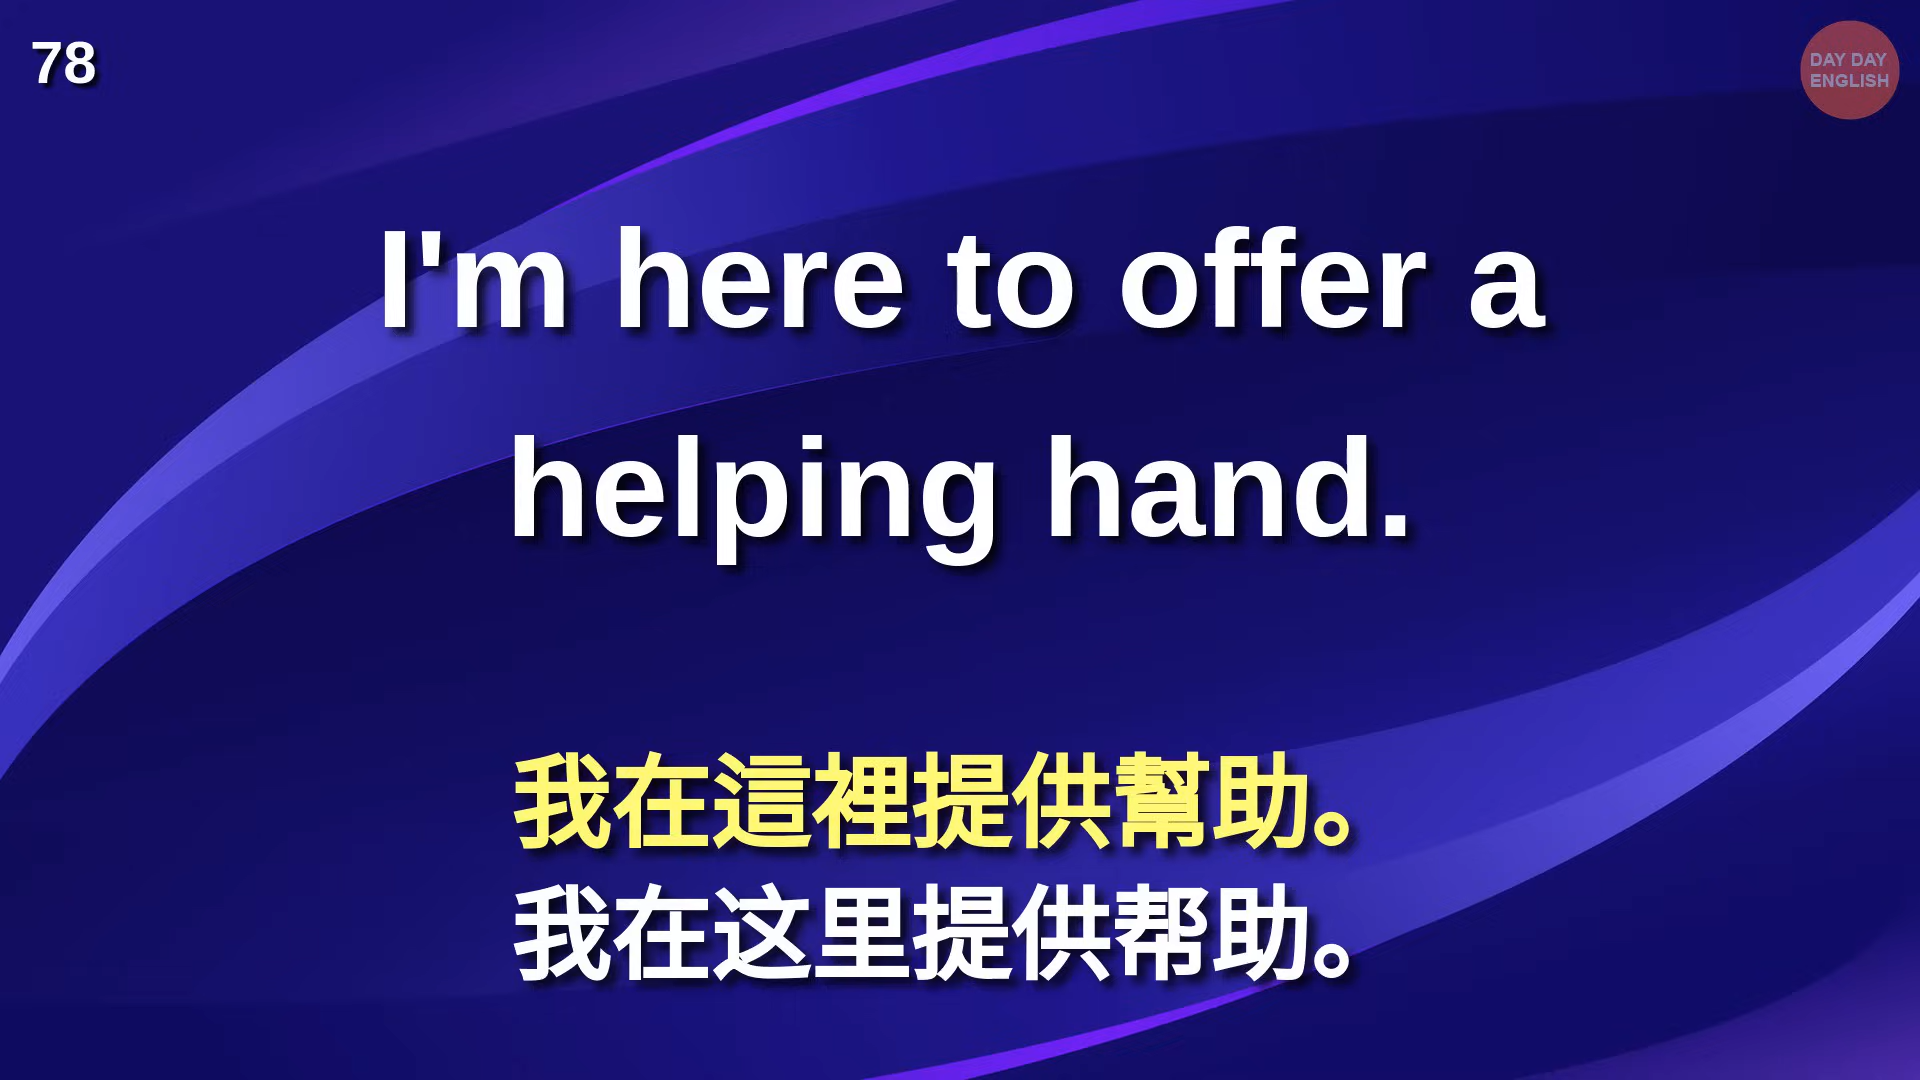 78
DAY DAY
ENGLISH
I'm here to offer a
helping hand.
我在這裡提供幫助。
我在这里提供帮助。